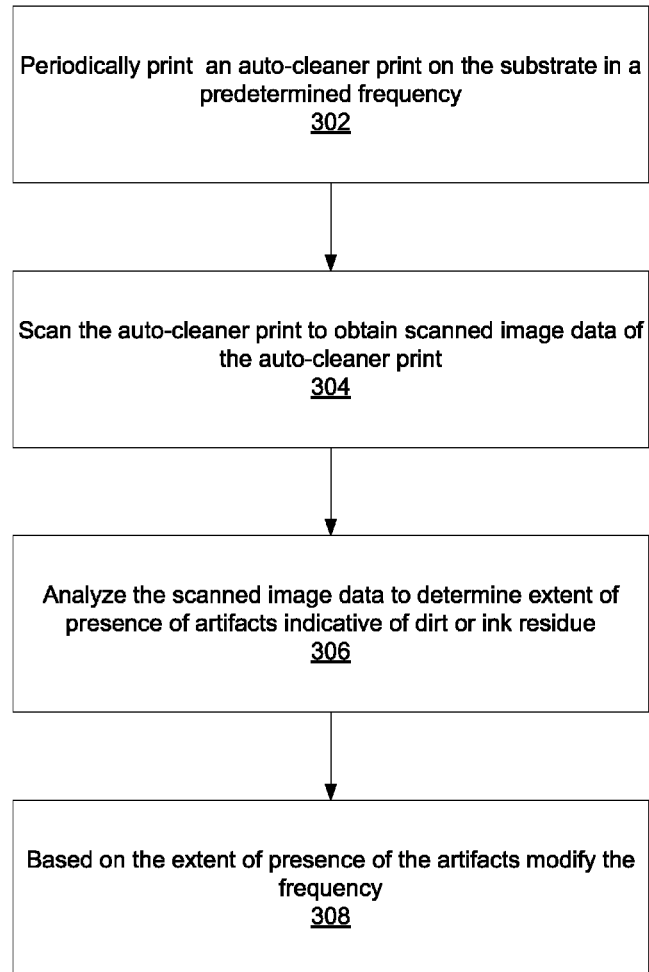 Periodically print an auto-cleaner print on the substrate in a
predetermined frequency
302
Scan the auto-cleaner print to obtain scanned image data of
the auto-cleaner print
304
Analyze the scanned image data to determine extent of
presence of artifacts indicative of dirt or ink residue
306
Based on the extent of presence of the artifacts modify the
frequency
308